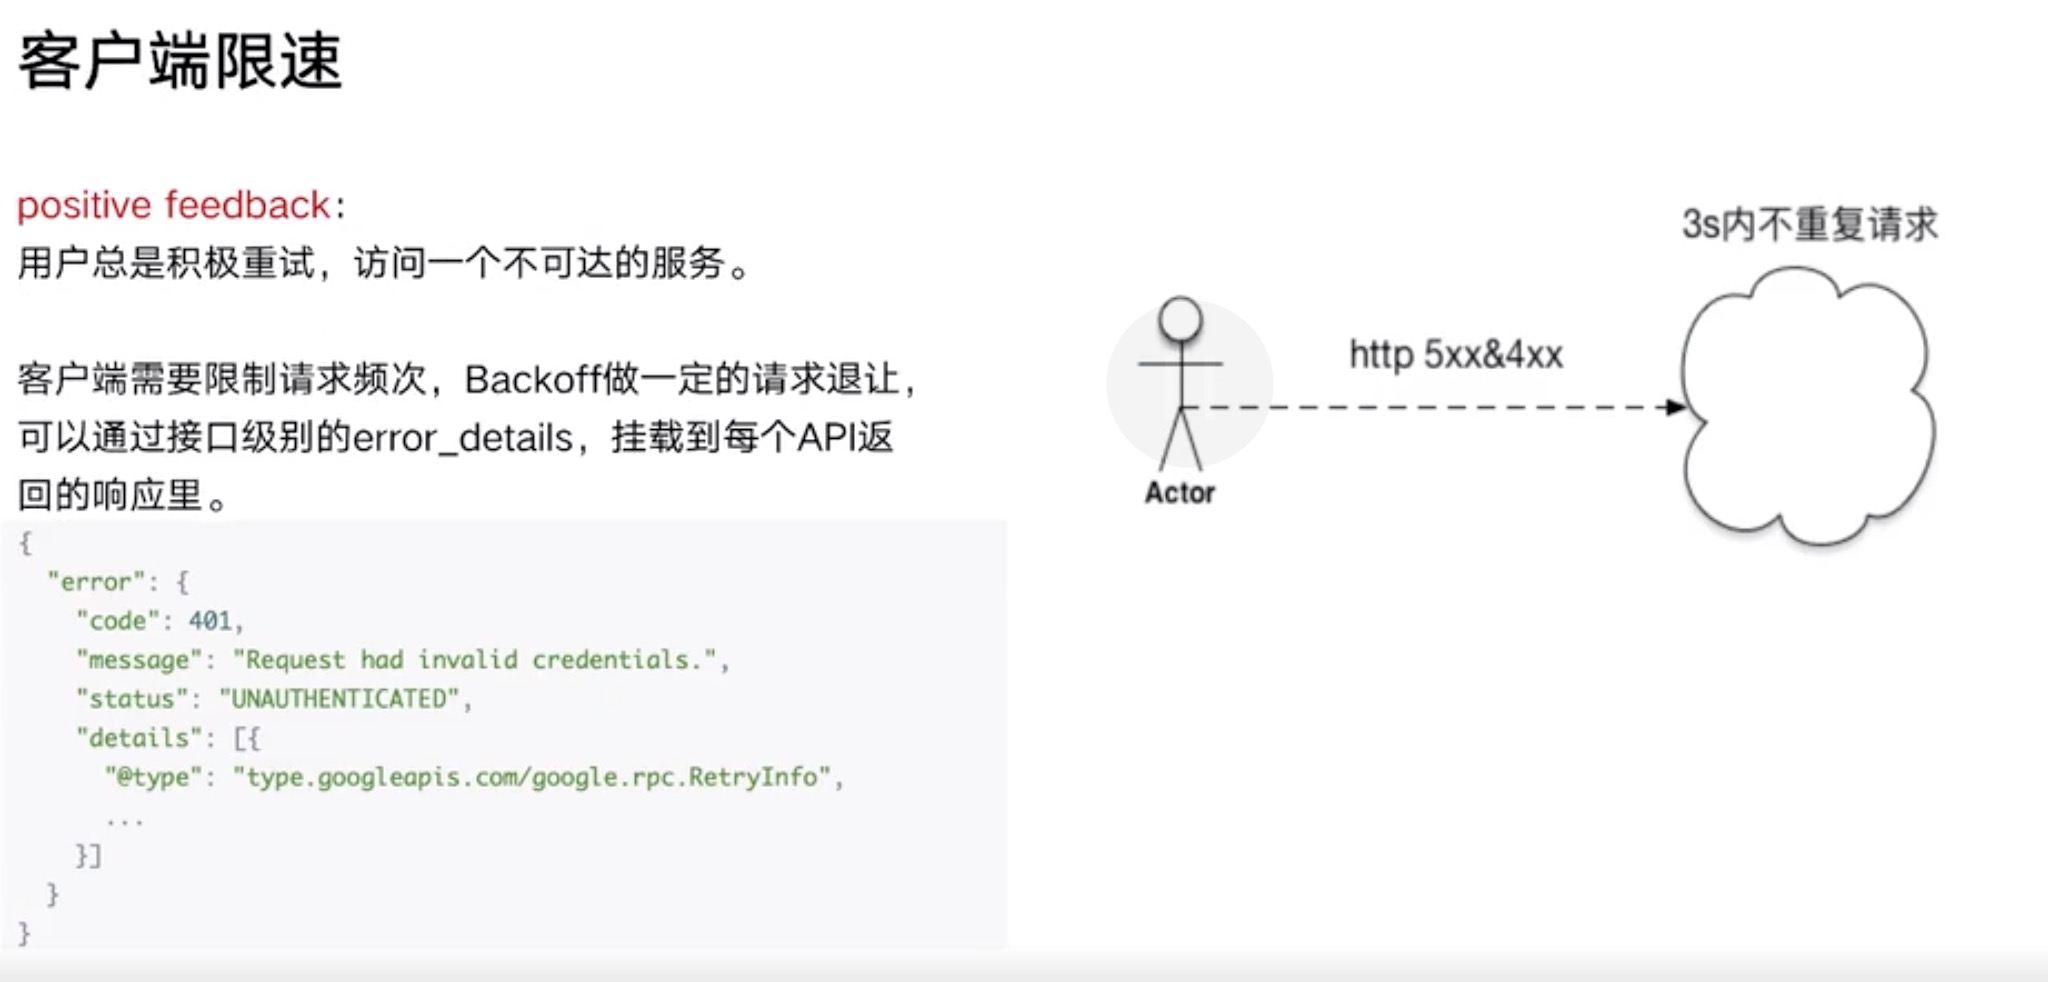 客户端限速
positive feedback:
用户总是积极重试，访问一个不可达的服务。
客户端需要限制请求频次，Backoff做一定的请求退让，
可以通过接口级别的error_details，挂载到每个API返
回的响应里。
{
"error": {
"code": 401,
"message": "Request had invalid credentials.",
"status": "UNAUTHENTICATED",
"details": [{
"@type": "type.googleapis.com/google.rpc.RetryInfo",
...
}]
}
}
3s内不重复请求
http 5xx&4xx
Actor